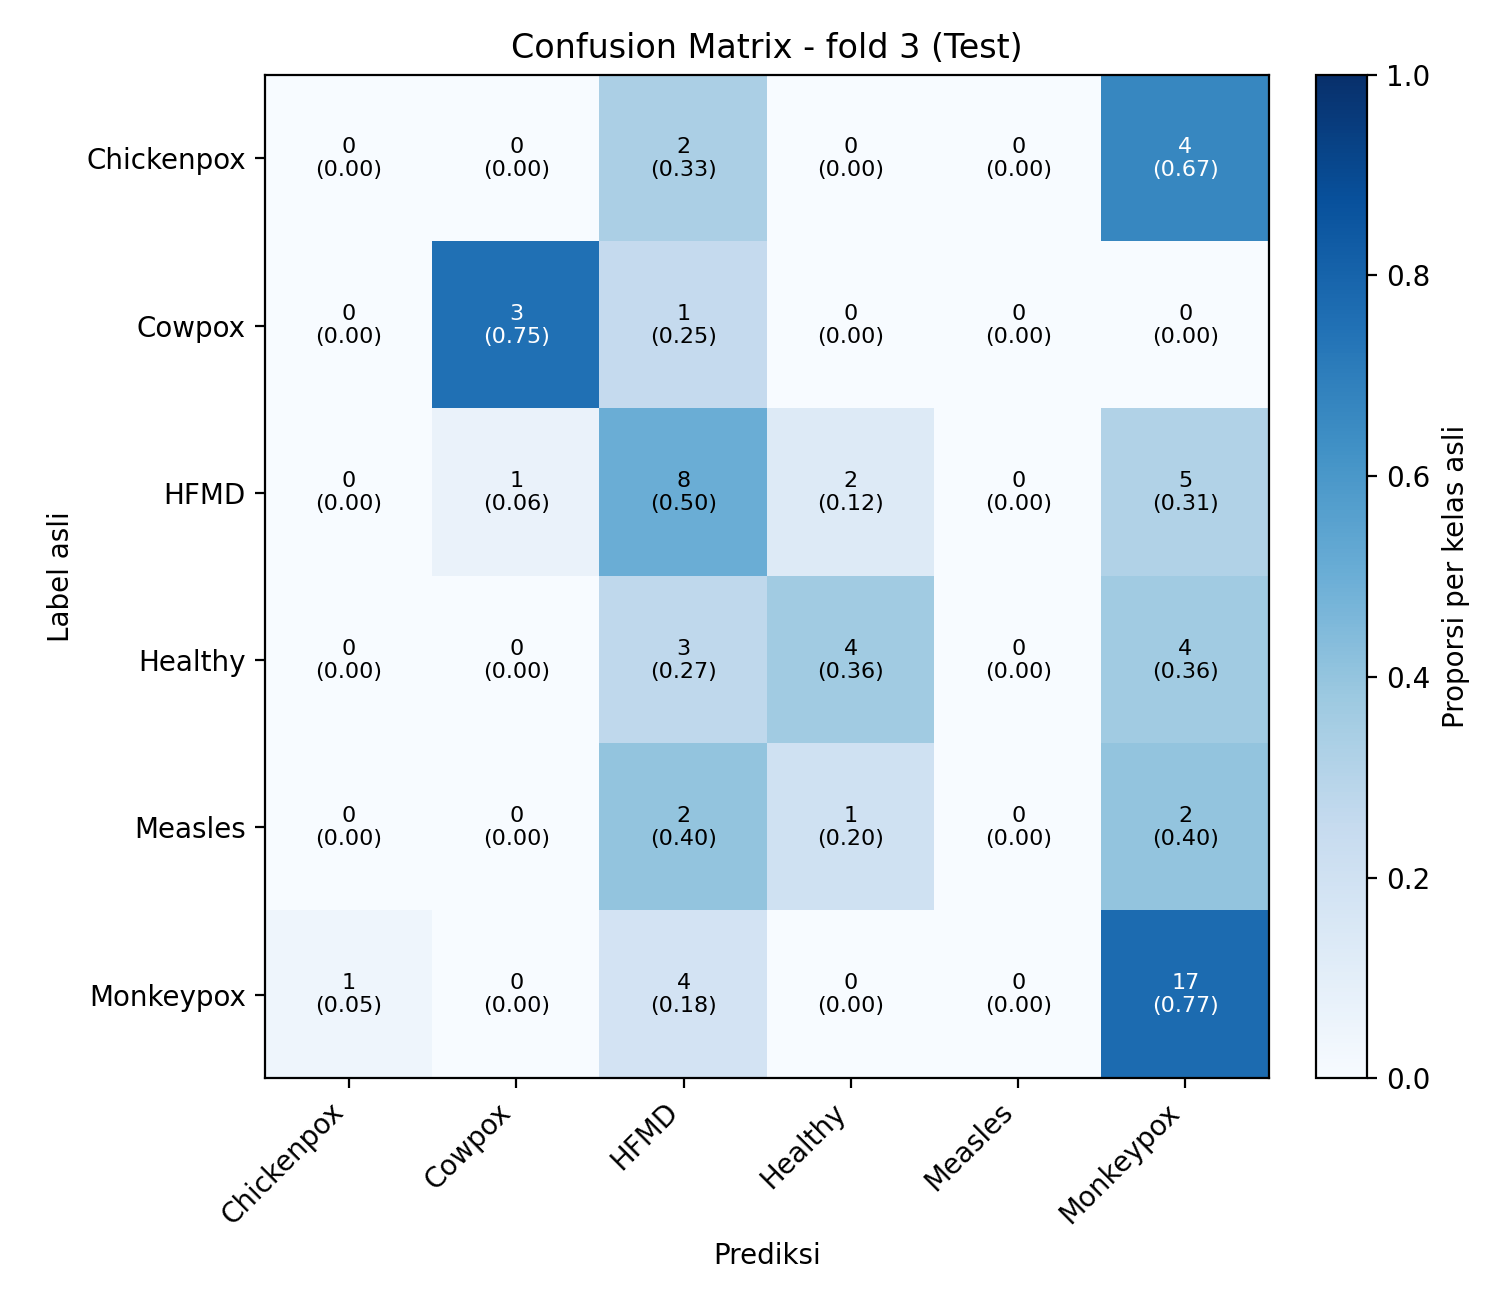 Confusion Matrix - fold 3 (Test)
Chickenpox
0 0 2 0 0 4
(0.00) (0.00) (0.33) (0.00) (0.00) (0.67)
Cowpox
0 3 1 0 0 0
(0.00) (0.75) (0.25) (0.00) (0.00) (0.00)
HFMD
0 1 8 2 0 5
(0.00) (0.06) (0.50) (0.12) (0.00) (0.31)
Healthy
0 0 3 4 0 4
(0.00) (0.00) (0.27) (0.36) (0.00) (0.36)
Measles
0 0 2 1 0 2
(0.00) (0.00) (0.40) (0.20) (0.00) (0.40)
Monkeypox
1 0 4 0 0 17
(0.05) (0.00) (0.18) (0.00) (0.00) (0.77)
Label asli
Chickenpox
Cowpox
HFMD
Healthy
Measles
Monkeypox
Prediksi
1.0
0.8
0.6
0.4
0.2
0.0
Proporsi per kelas asli